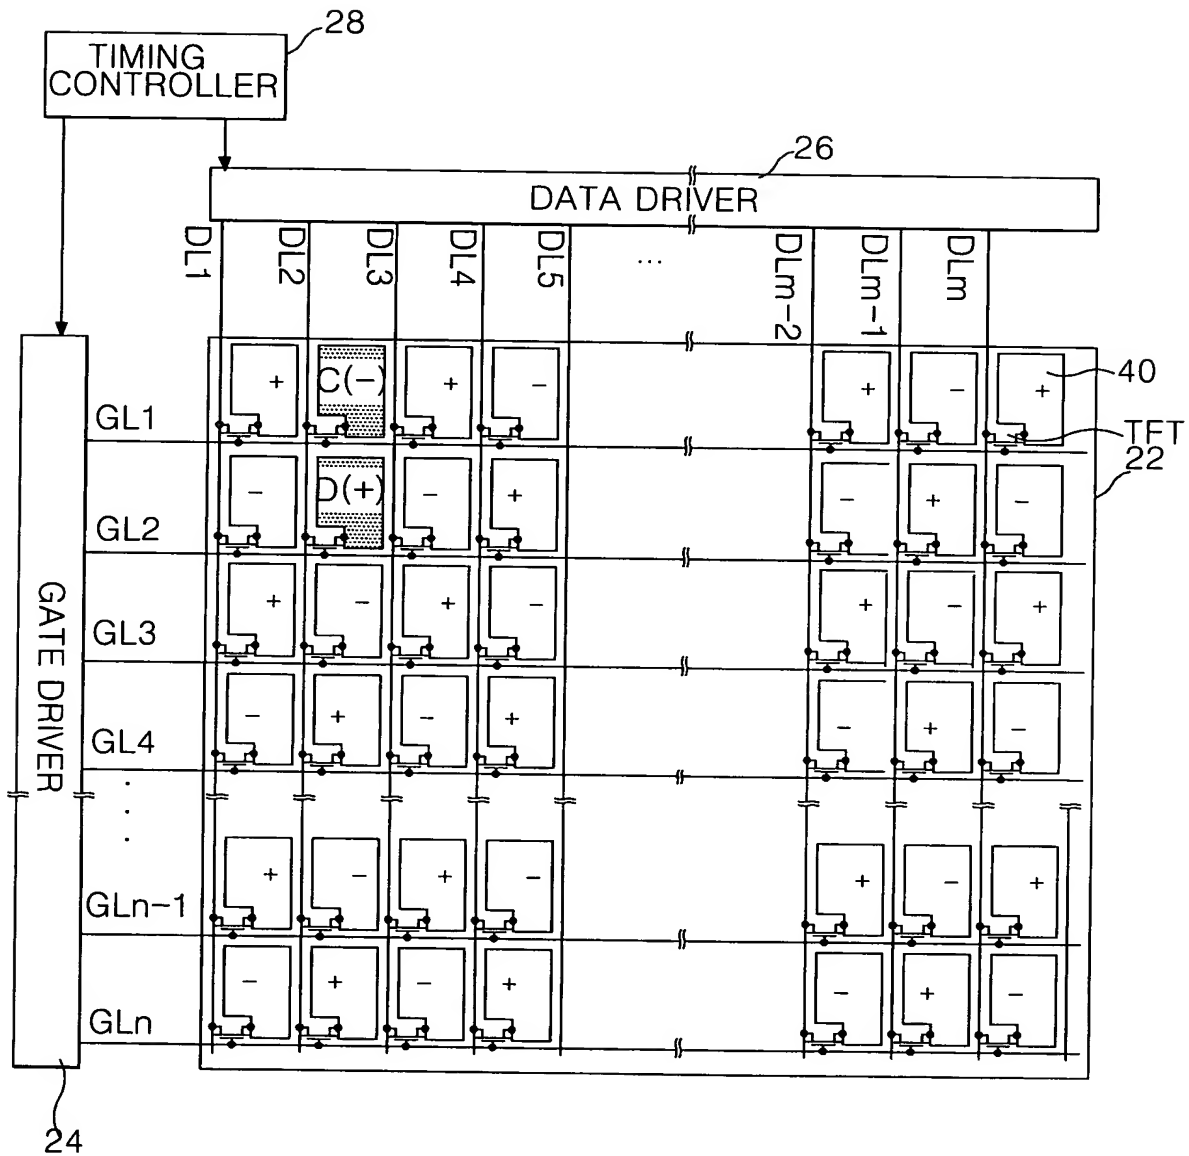 28
TIMING
CONTROLLER
26
DATA DRIVER
DL1
DL2
DL3
DL4
DL5
...
DLm-2
DLm-1
DLm
GL1
+
C(-)
+
-
+
-
+
40
TFT
22
GL2
-
D(+)
-
+
-
+
-
GL3
+
-
+
-
+
-
+
GATE DRIVER
GL4
-
+
-
+
-
+
-
GLn-1
+
-
+
-
+
-
+
GLn
-
+
-
+
-
+
-
24